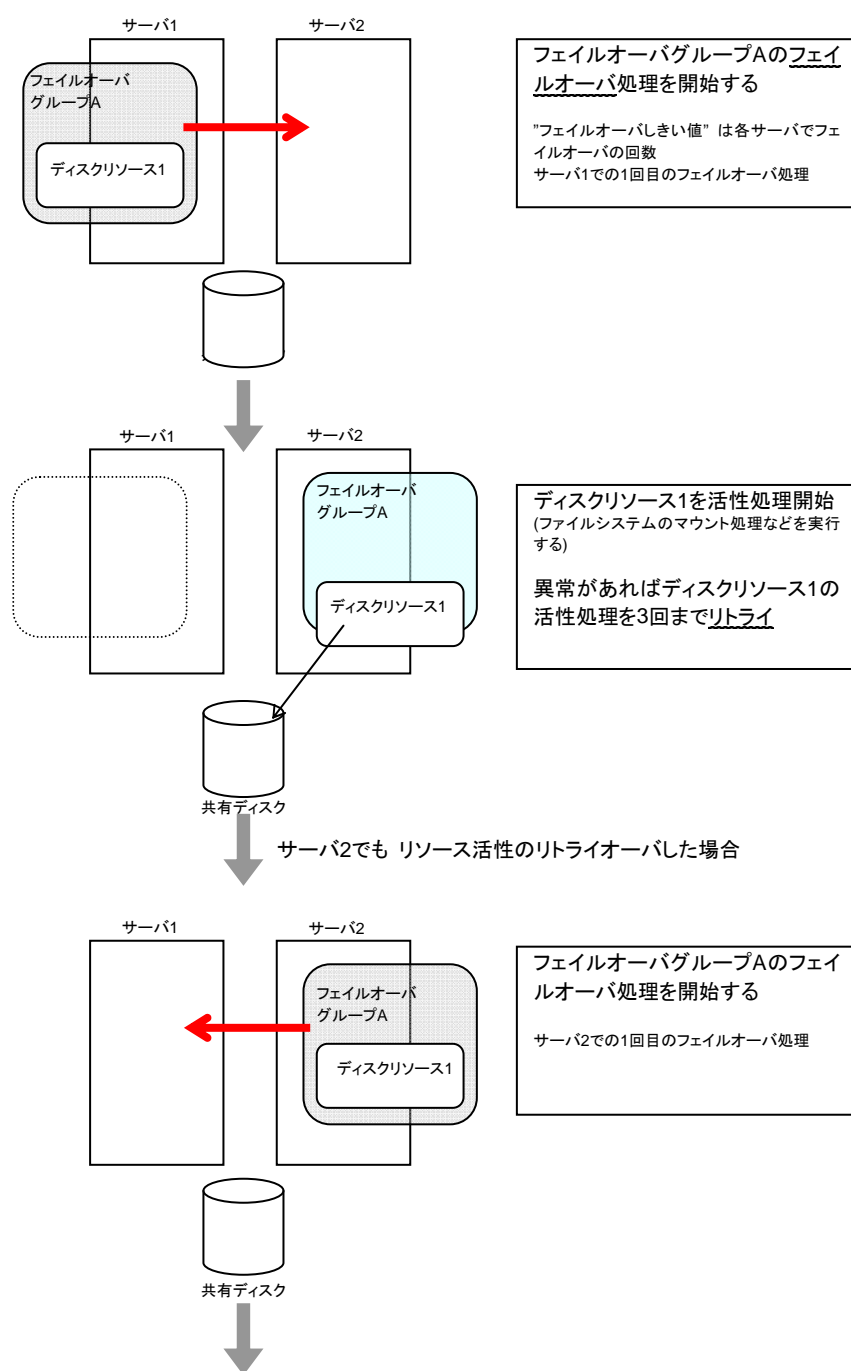 サーバ1
サーバ2
フェイルオーバ
グループA
ディスクリソース1
フェイルオーバグループAのフェイ
ルオーバ処理を開始する
”フェイルオーバしきい値” は各サーバでフェ
イルオーバの回数
サーバ1での1回目のフェイルオーバ処理
サーバ1
サーバ2
フェイルオーバ
グループA
ディスクリソース1
共有ディスク
ディスクリソース1を活性処理開始
(ファイルシステムのマウント処理などを実行
する)
異常があればディスクリソース1の
活性処理を3回までリトライ
サーバ2でも リソース活性のリトライオーバした場合
サーバ1
サーバ2
フェイルオーバ
グループA
ディスクリソース1
共有ディスク
フェイルオーバグループAのフェイ
ルオーバ処理を開始する
サーバ2での1回目のフェイルオーバ処理